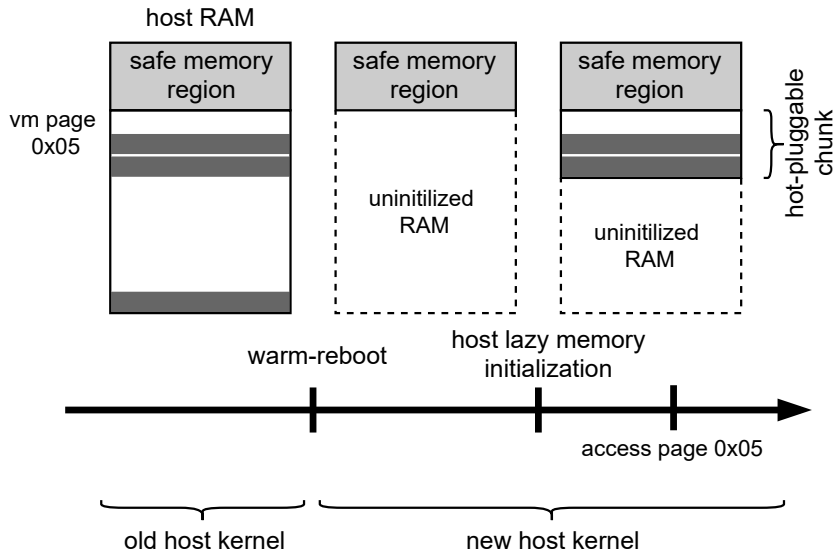 host RAM
safe memory
region
safe memory
region
safe memory
region
vm page
0x05
hot-pluggable
chunk
uninitilized
RAM
uninitilized
RAM
warm-reboot
host lazy memory
initialization
access page 0x05
old host kernel
new host kernel